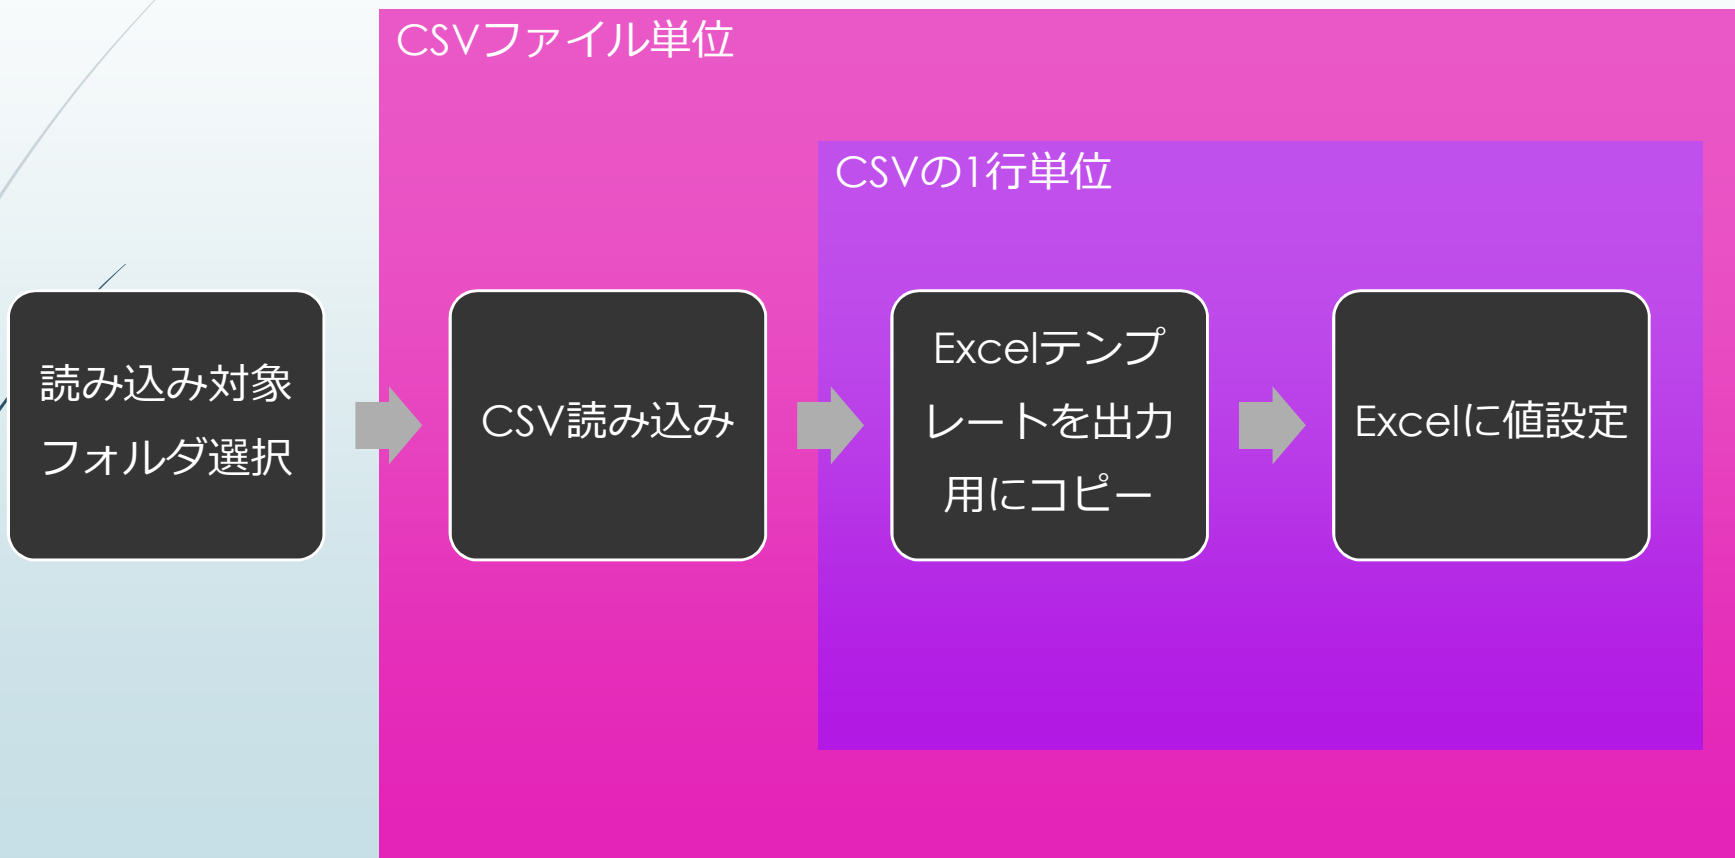 CSVファイル単位
CSVの1行単位
読み込み対象
フォルダ選択
CSV読み込み
Excelテンプ
レートを出力
用にコピー
Excelに値設定